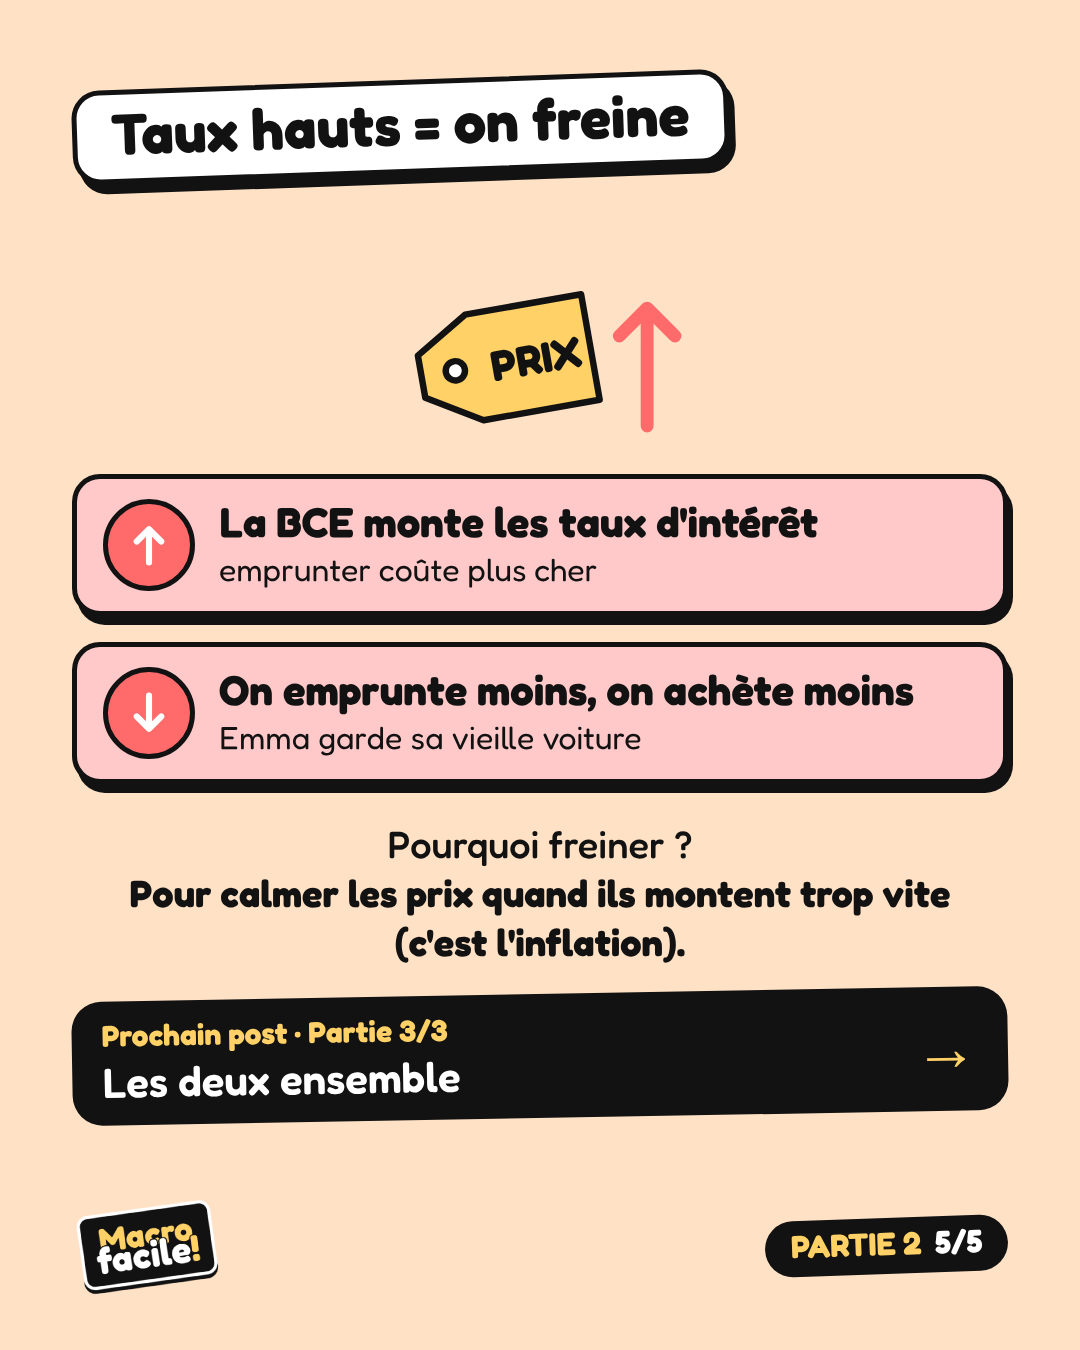 Taux hauts = on freine
PRIX
La BCE monte les taux d'intérêt
emprunter coûte plus cher
On emprunte moins, on achète moins
Emma garde sa vieille voiture
Pourquoi freiner ?
Pour calmer les prix quand ils montent trop vite
(c'est l'inflation).
Prochain post · Partie 3/3
Les deux ensemble
→
Macro
facile!
PARTIE 2 5/5